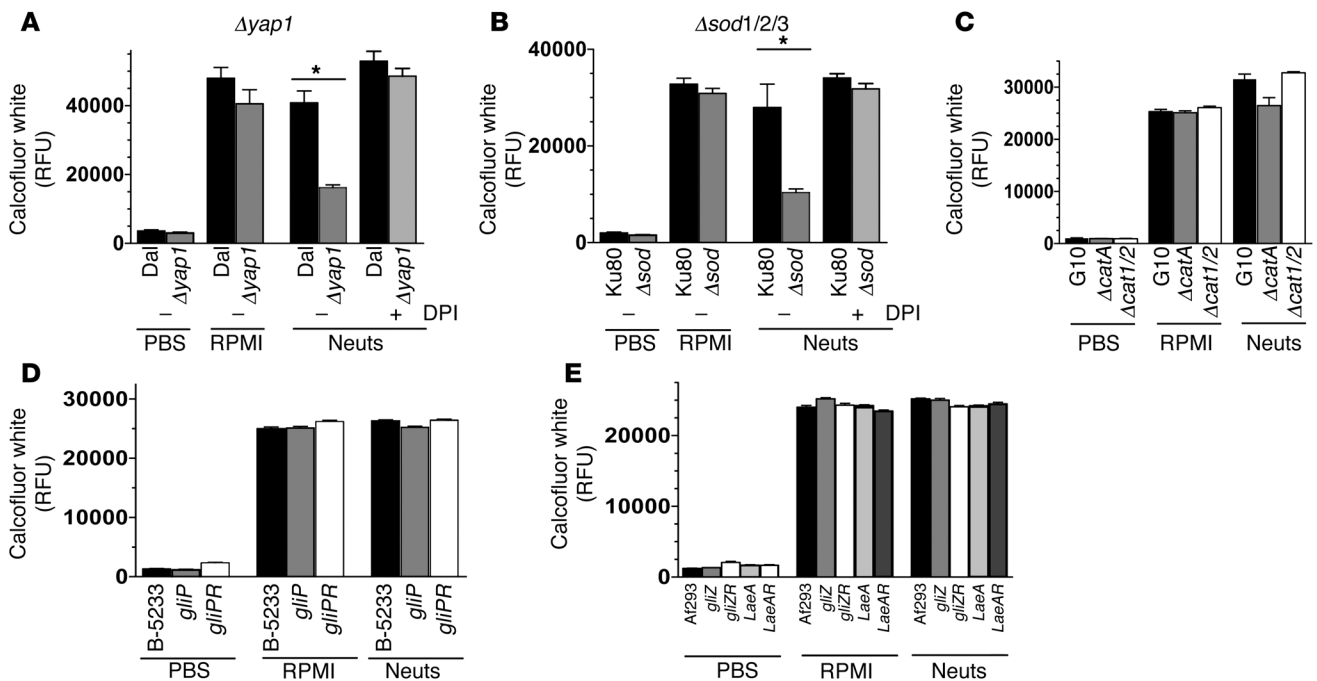 A
Δyap1
Calcofluor white
(RFU)
40000
20000
0
*
Dal
Δyap1
Dal
Δyap1
Dal
Δyap1
Dal
Δyap1
– – – + DPI
PBS RPMI Neuts
B
Δsod1/2/3
Calcofluor white
(RFU)
40000
20000
0
*
Ku80
Δsod
Ku80
Δsod
Ku80
Δsod
Ku80
Δsod
– – – + DPI
PBS RPMI Neuts
C
Calcofluor white
(RFU)
30000
20000
10000
0
G10
ΔcatA
Δcat1/2
G10
ΔcatA
Δcat1/2
G10
ΔcatA
Δcat1/2
PBS RPMI Neuts
D
Calcofluor white
(RFU)
30000
20000
10000
0
B-5233
gliP
gliPR
B-5233
gliP
gliPR
B-5233
gliP
gliPR
PBS RPMI Neuts
E
Calcofluor white
(RFU)
20000
10000
0
Af293
gliZ
gliZR
LaeA
LaeAR
Af293
gliZ
gliZR
LaeA
LaeAR
Af293
gliZ
gliZR
LaeA
LaeAR
PBS RPMI Neuts